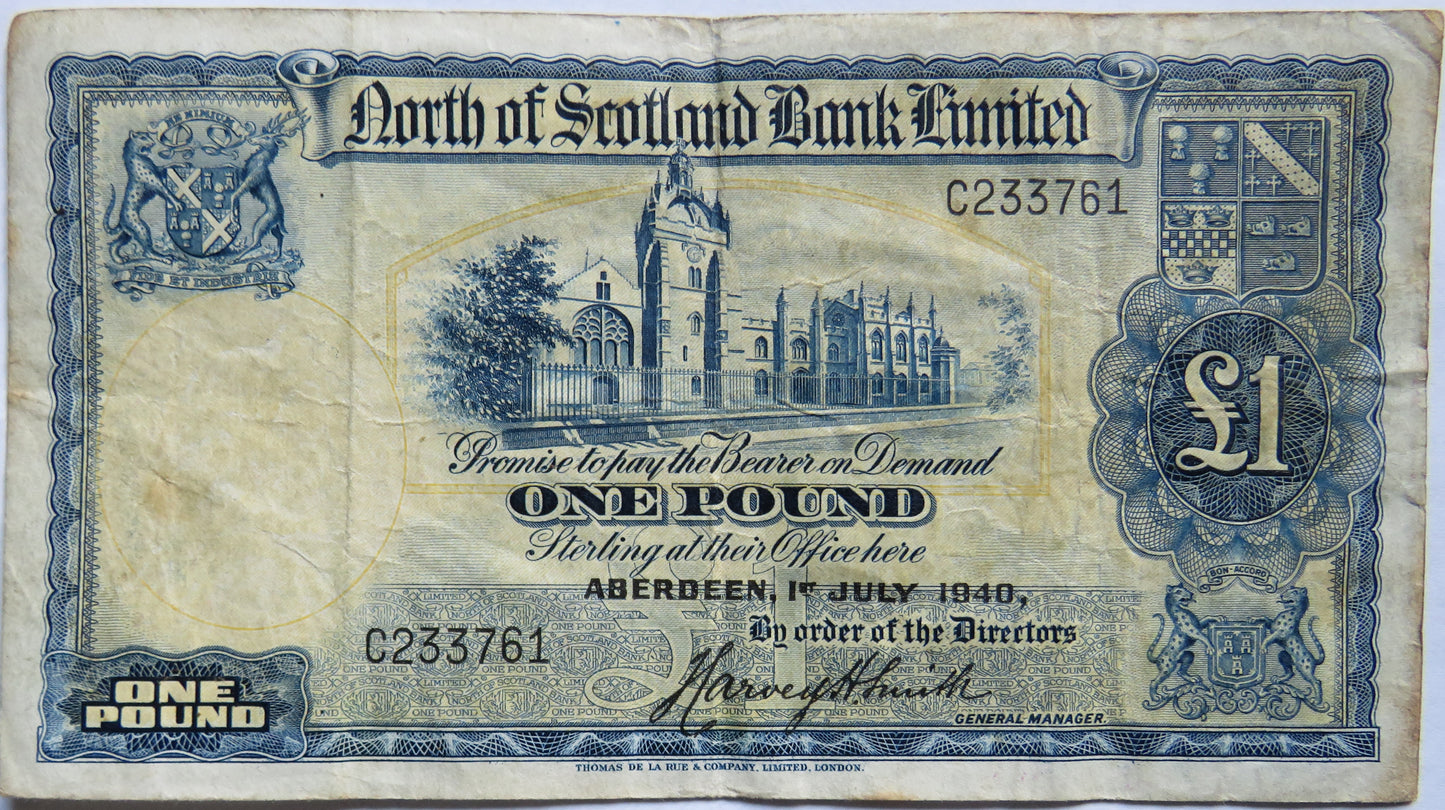 North of Scotland Bank Limited
C233761
£1
Promise to pay the Bearer on Demand
ONE POUND
Sterling at their Office here
ABERDEEN, 1ST JULY 1940,
By order of the Directors
C233761
Harvey H. Smith
GENERAL MANAGER.
BON-ACCORD
ONE
POUND
THOMAS DE LA RUE & COMPANY, LIMITED, LONDON.